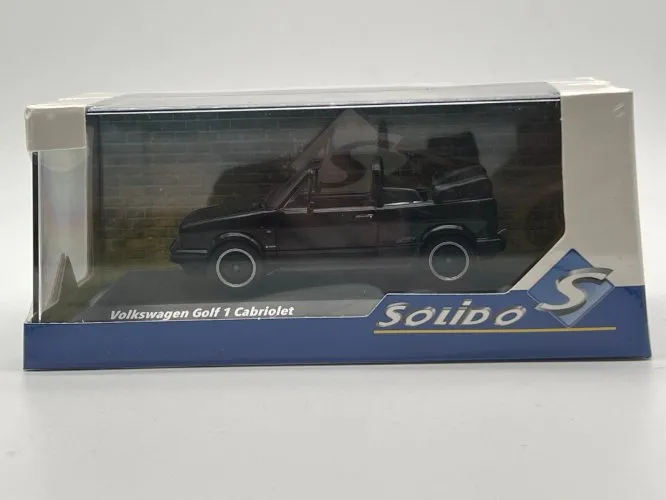 Volkswagen Golf 1 Cabriolet
SOLIDO
S